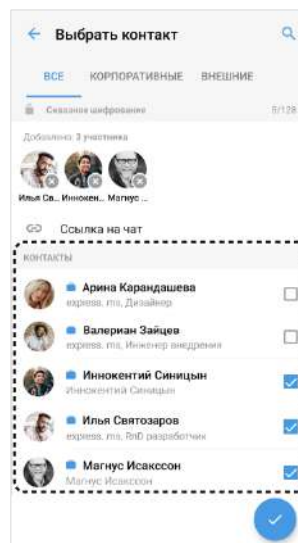 Выбрать контакт
ВСЕ КОРПОРАТИВНЫЕ ВНЕШНИЕ
Сквозное шифрование 5/128
Добавлено: 3 участника
Илья Св... Иннокен... Магнус ...
Ссылка на чат
КОНТАКТЫ
Арина Карандашева
express, ms, Дизайнер
Валериан Зайцев
express, ms, Инженер внедрения
Иннокентий Синицын
Иннокентий Синицын
Илья Святозаров
express, ms, RnD разработчик
Магнус Исакссон
Магнус Исакссон